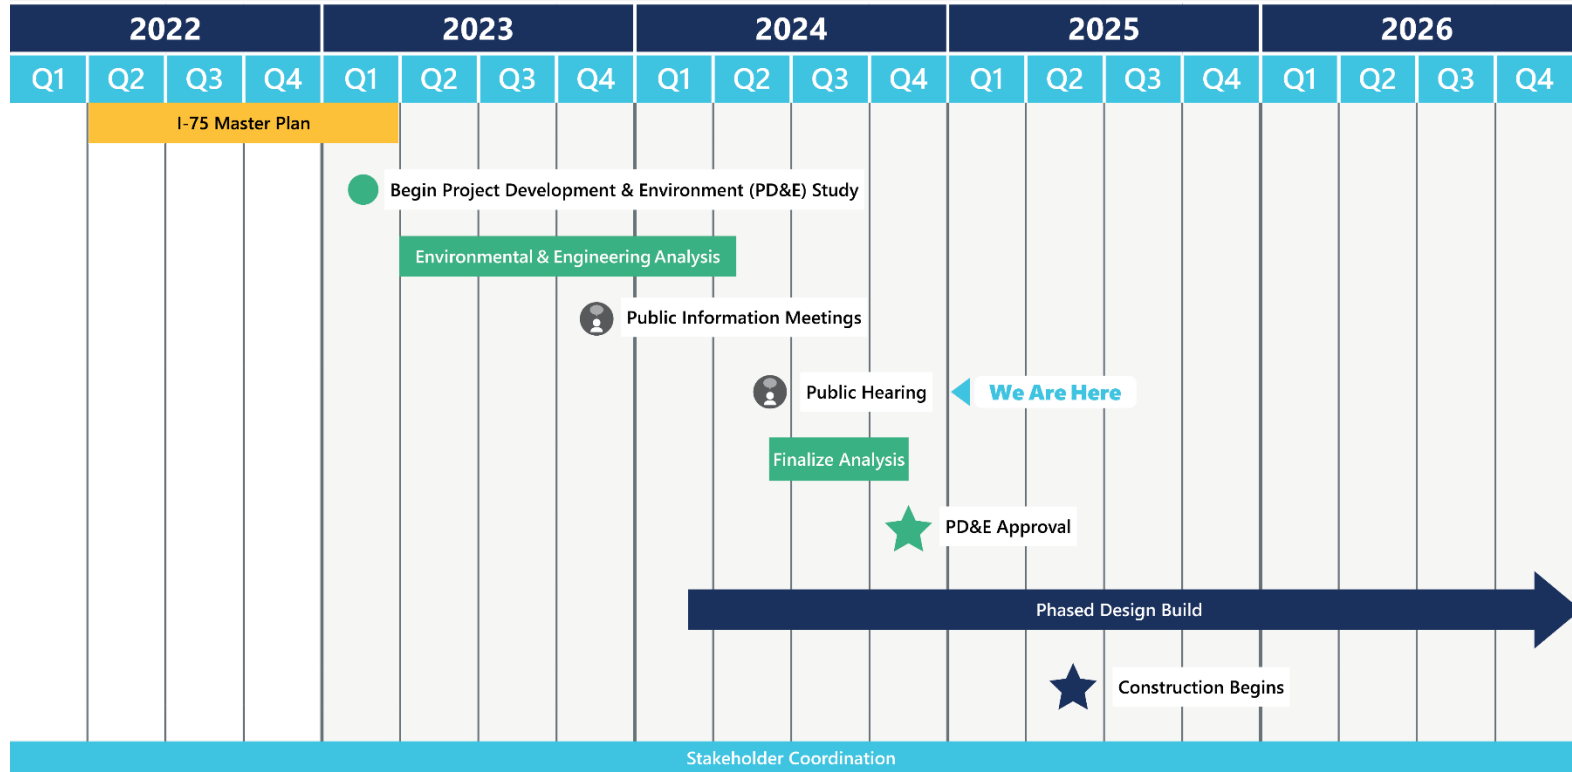 2022 2023 2024 2025 2026
Q1 Q2 Q3 Q4 Q1 Q2 Q3 Q4 Q1 Q2 Q3 Q4 Q1 Q2 Q3 Q4 Q1 Q2 Q3 Q4
I-75 Master Plan
Begin Project Development & Environment (PD&E) Study
Environmental & Engineering Analysis
Public Information Meetings
Public Hearing We Are Here
Finalize Analysis
PD&E Approval
Phased Design Build
Construction Begins
Stakeholder Coordination